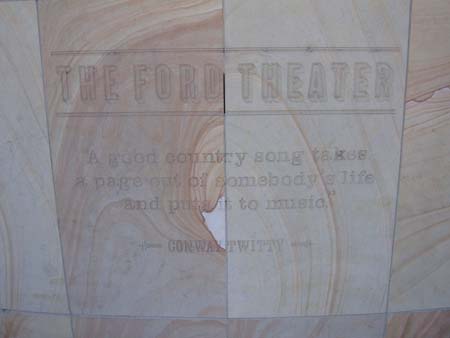 THE FORD THEATER
"A good country song takes
a page out of somebody's life
and puts it to music."
CONWAY TWITTY